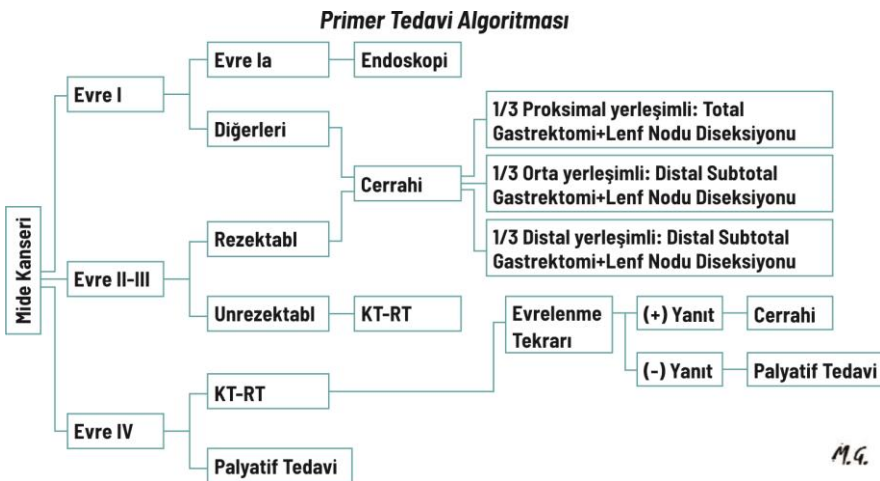 Primer Tedavi Algoritması
Mide Kanseri
Evre I
Evre Ia
Endoskopi
Diğerleri
Cerrahi
1/3 Proksimal yerleşimli: Total
Gastrektomi+Lenf Nodu Diseksiyonu
1/3 Orta yerleşimli: Distal Subtotal
Gastrektomi+Lenf Nodu Diseksiyonu
1/3 Distal yerleşimli: Distal Subtotal
Gastrektomi+Lenf Nodu Diseksiyonu
Evre II-III
Rezektabl
Unrezektabl
KT-RT
Evre IV
KT-RT
Evrelenme
Tekrarı
(+) Yanıt
Cerrahi
(-) Yanıt
Palyatif Tedavi
Palyatif Tedavi
M.G.